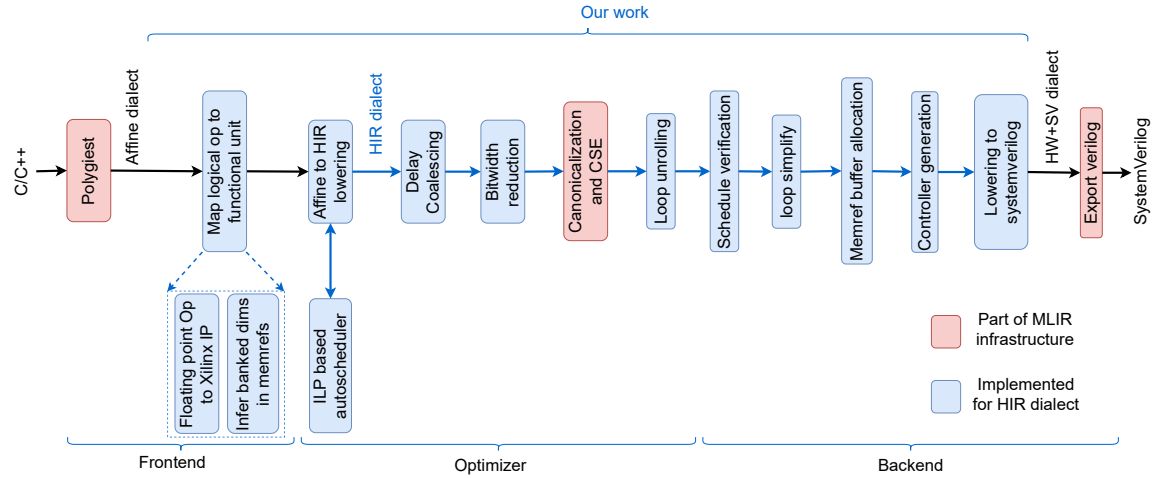 Our work
C/C++
Polygiest
Affine dialect
Map logical op to
functional unit
Affine to HIR
lowering
HIR dialect
Delay
Coalescing
Bitwidth
reduction
Canonicalization
and CSE
Loop unrolling
Schedule verification
loop simplify
Memref buffer allocation
Controller generation
Lowering to
systemverilog
HW+SV dialect
Export verilog
SystemVerilog
Floating point Op
to Xilinx IP
Infer banked dims
in memrefs
ILP based
autoscheduler
Part of MLIR
infrastructure
Implemented
for HIR dialect
Frontend
Optimizer
Backend